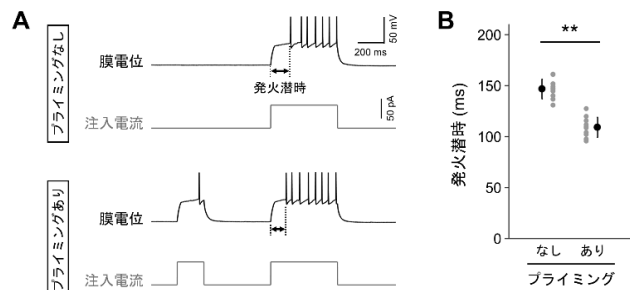 A
プライミングなし
膜電位
50 mV
200 ms
発火潜時
注入電流
50 pA
プライミングあり
膜電位
注入電流
B
**
発火潜時 (ms)
200
150
100
50
0
なし
あり
プライミング